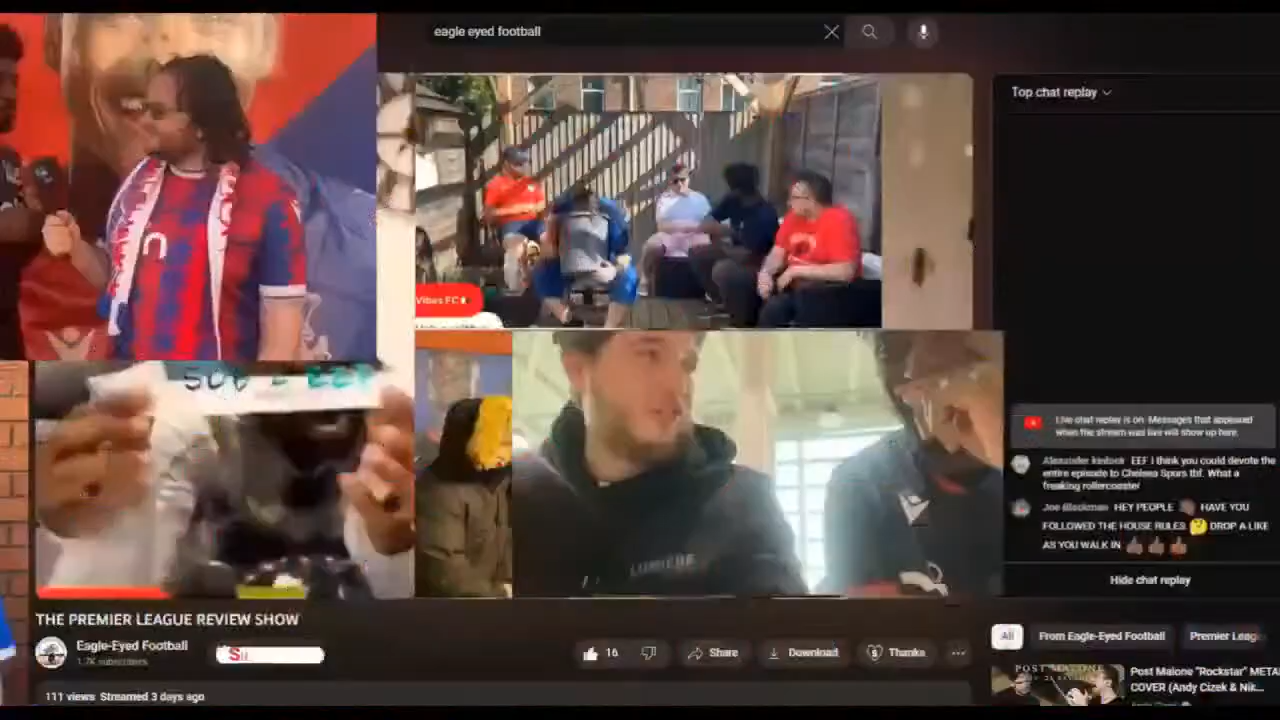 eagle eyed football
Top chat replay
Vibes FC
LUMIERE
Live chat replay is on. Messages that appeared
when the stream was live will show up here.
EEF I think you could devote the
entire episode to Chelsea Spurs tbf. What a
freaking rollercoaster
Joe Blackman HEY PEOPLE HAVE YOU
FOLLOWED THE HOUSE RULES 🤔 DROP A LIKE
AS YOU WALK IN
Hide chat replay
THE PREMIER LEAGUE REVIEW SHOW
Eagle-Eyed Football
1.7K subscribers
16
Share
Download
Thanks
All
From Eagle-Eyed Football
Premier Leag
111 views Streamed 3 days ago
POST MALONE
Post Malone "Rockstar" META
COVER (Andy Cizek & Nik...